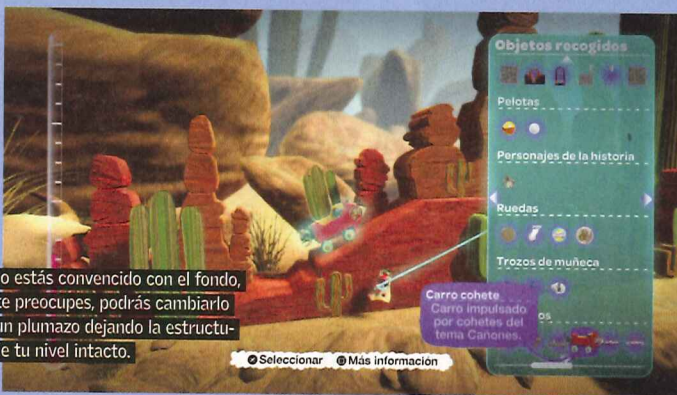 Objetos recogidos
Pelotas
Personajes de la historia
Ruedas
Trozos de muñeca
os
Carro cohete
Carro impulsado
por cohetes del
tema Cañones.
o estás convencido con el fondo,
te preocupes, podrás cambiarlo
un plumazo dejando la estructu-
e tu nivel intacto.
Seleccionar Más información